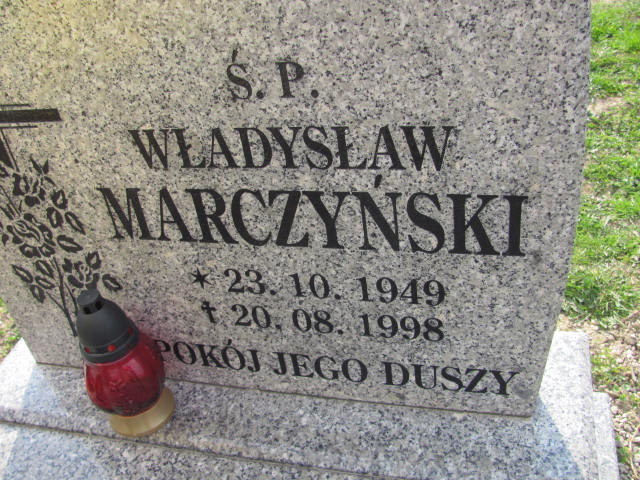 Ś. P.
WŁADYSŁAW
MARCZYŃSKI
✶ 23. 10. 1949
† 20. 08. 1998
POKÓJ JEGO DUSZY